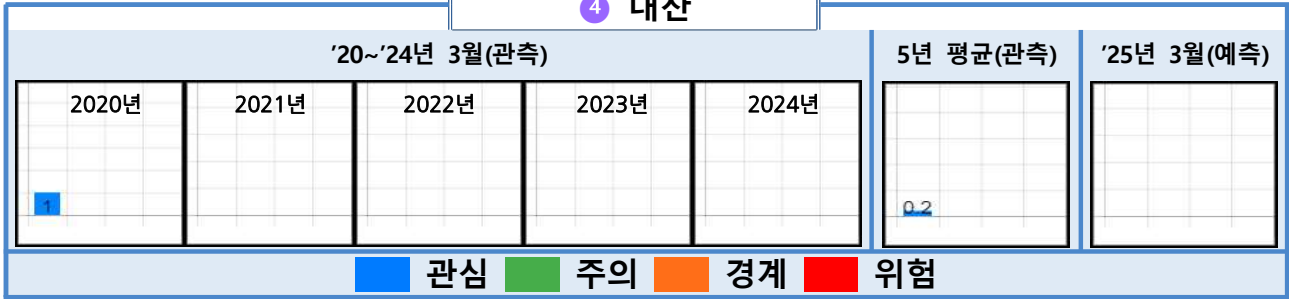 4 대산
'20~'24년 3월(관측) 5년 평균(관측) '25년 3월(예측)
2020년 2021년 2022년 2023년 2024년
1 0.2
관심 주의 경계 위험